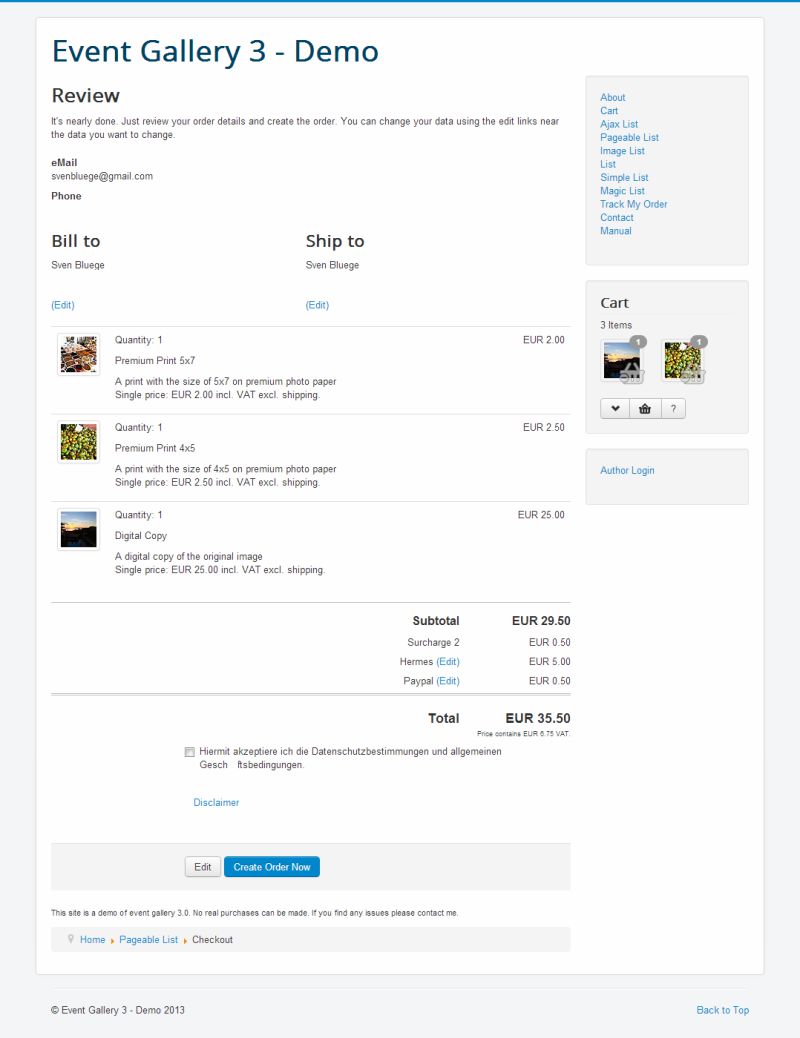 Event Gallery 3 - Demo
Review
It's nearly done. Just review your order details and create the order. You can change your data using the edit links near
the data you want to change.
eMail
svenbluege@gmail.com
Phone
Bill to
Sven Bluege
(Edit)
Ship to
Sven Bluege
(Edit)
Quantity: 1 EUR 2.00
Premium Print 5x7
A print with the size of 5x7 on premium photo paper
Single price: EUR 2.00 incl. VAT excl. shipping.
Quantity: 1 EUR 2.50
Premium Print 4x5
A print with the size of 4x5 on premium photo paper
Single price: EUR 2.50 incl. VAT excl. shipping.
Quantity: 1 EUR 25.00
Digital Copy
A digital copy of the original image
Single price: EUR 25.00 incl. VAT excl. shipping.
Subtotal EUR 29.50
Surcharge 2 EUR 0.50
Hermes (Edit) EUR 5.00
Paypal (Edit) EUR 0.50
Total EUR 35.50
Price contains EUR 6.75 VAT.
Hiermit akzeptiere ich die Datenschutzbestimmungen und allgemeinen
Gesch ftsbedingungen.
Disclaimer
Edit Create Order Now
This site is a demo of event gallery 3.0. No real purchases can be made. If you find any issues please contact me.
Home Pageable List Checkout
About
Cart
Ajax List
Pageable List
Image List
List
Simple List
Magic List
Track My Order
Contact
Manual
Cart
3 Items
1 1
?
Author Login
© Event Gallery 3 - Demo 2013
Back to Top